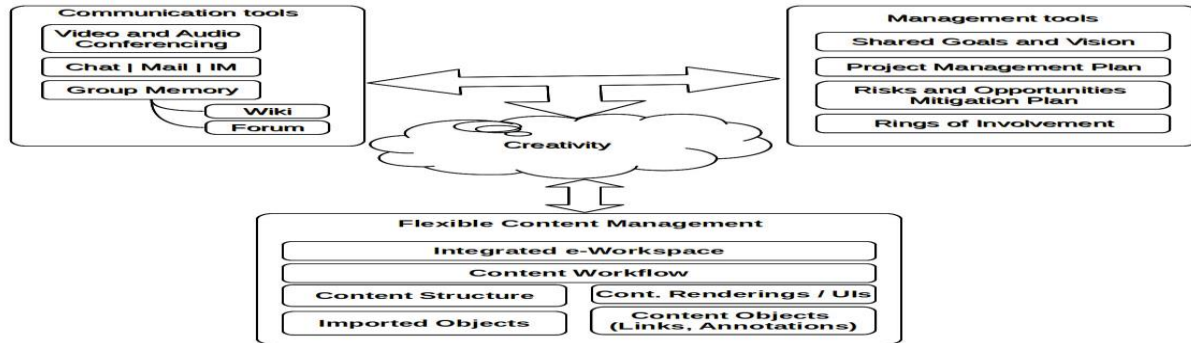 Communication tools
Video and Audio
Conferencing
Chat | Mail | IM
Group Memory
Wiki
Forum
Management tools
Shared Goals and Vision
Project Management Plan
Risks and Opportunities
Mitigation Plan
Rings of Involvement
Creativity
Flexible Content Management
Integrated e-Workspace
Content Workflow
Content Structure
Cont. Renderings / UIs
Imported Objects
Content Objects
(Links, Annotations)